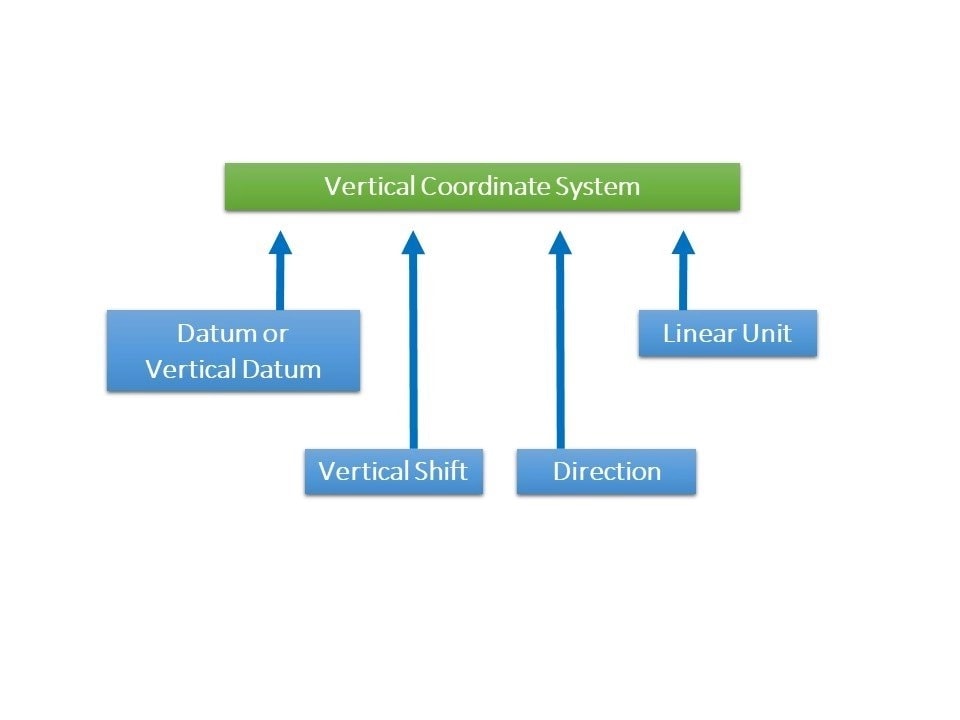 Vertical Coordinate System
Datum or
Vertical Datum
Linear Unit
Vertical Shift
Direction